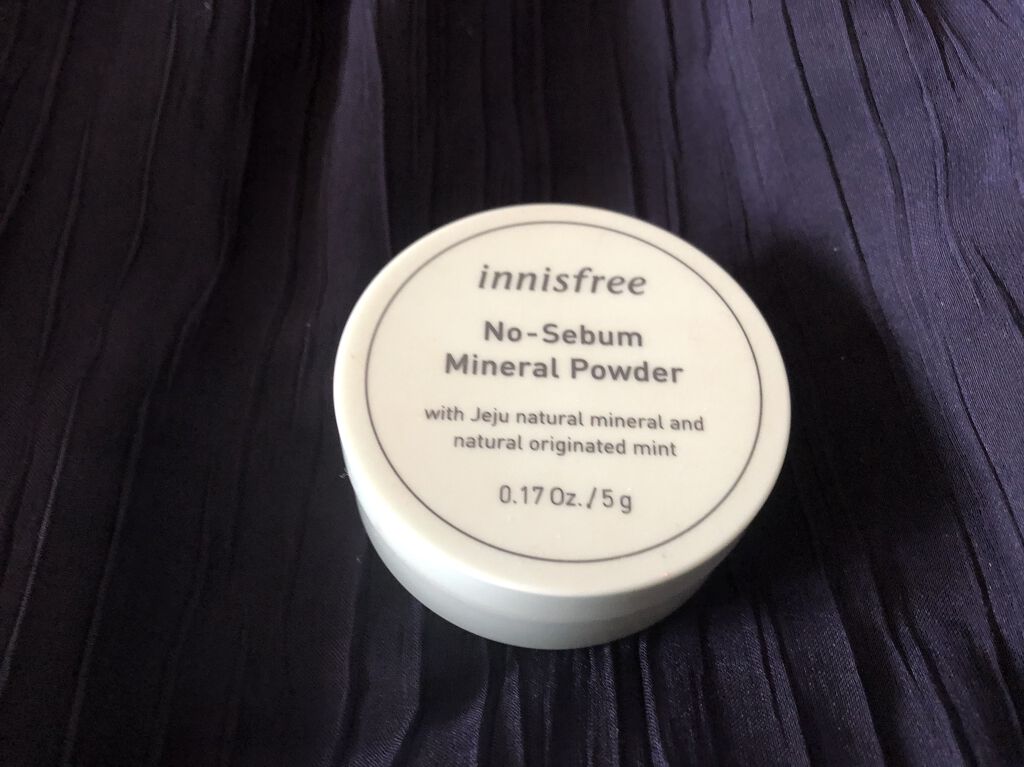 innisfree
No-Sebum
Mineral Powder
with Jeju natural mineral and
natural originated mint
0.17 Oz./5 g